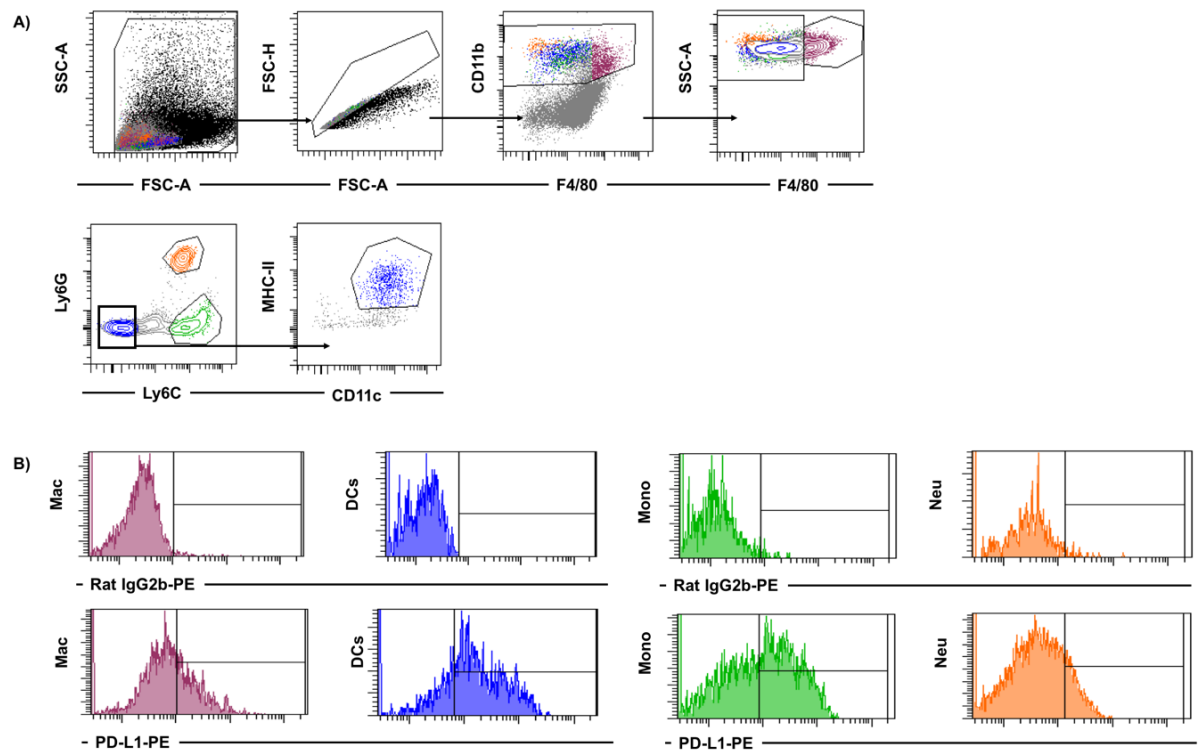 A)
SSC-A
FSC-H
CD11b
SSC-A
FSC-A
FSC-A
F4/80
F4/80
Ly6G
MHC-II
Ly6C
CD11c
B)
Mac
DCs
Mono
Neu
Rat IgG2b-PE
Rat IgG2b-PE
Mac
DCs
Mono
Neu
PD-L1-PE
PD-L1-PE